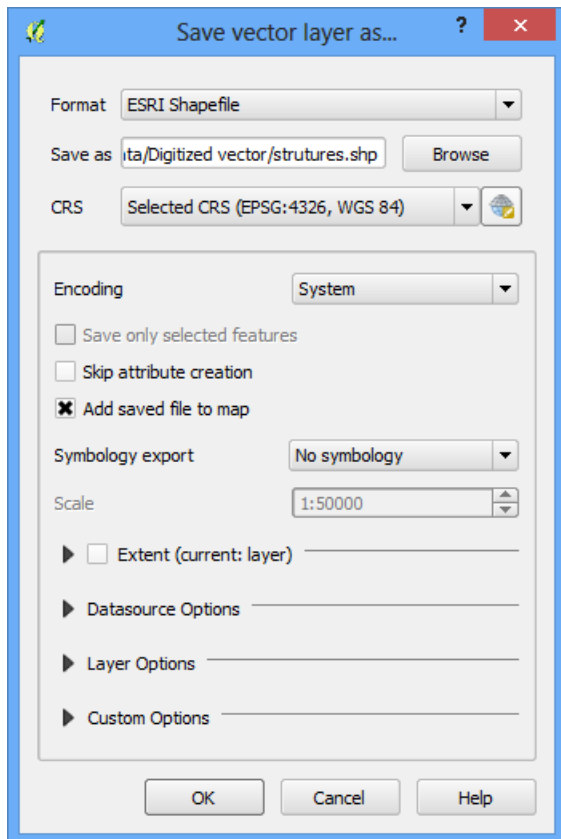 Save vector layer as...
?
Format ESRI Shapefile
Save as ita/Digitized vector/strutures.shp Browse
CRS Selected CRS (EPSG:4326, WGS 84)
Encoding System
Save only selected features
Skip attribute creation
Add saved file to map
Symbology export No symbology
Scale 1:50000
Extent (current: layer)
Datasource Options
Layer Options
Custom Options
OK Cancel Help